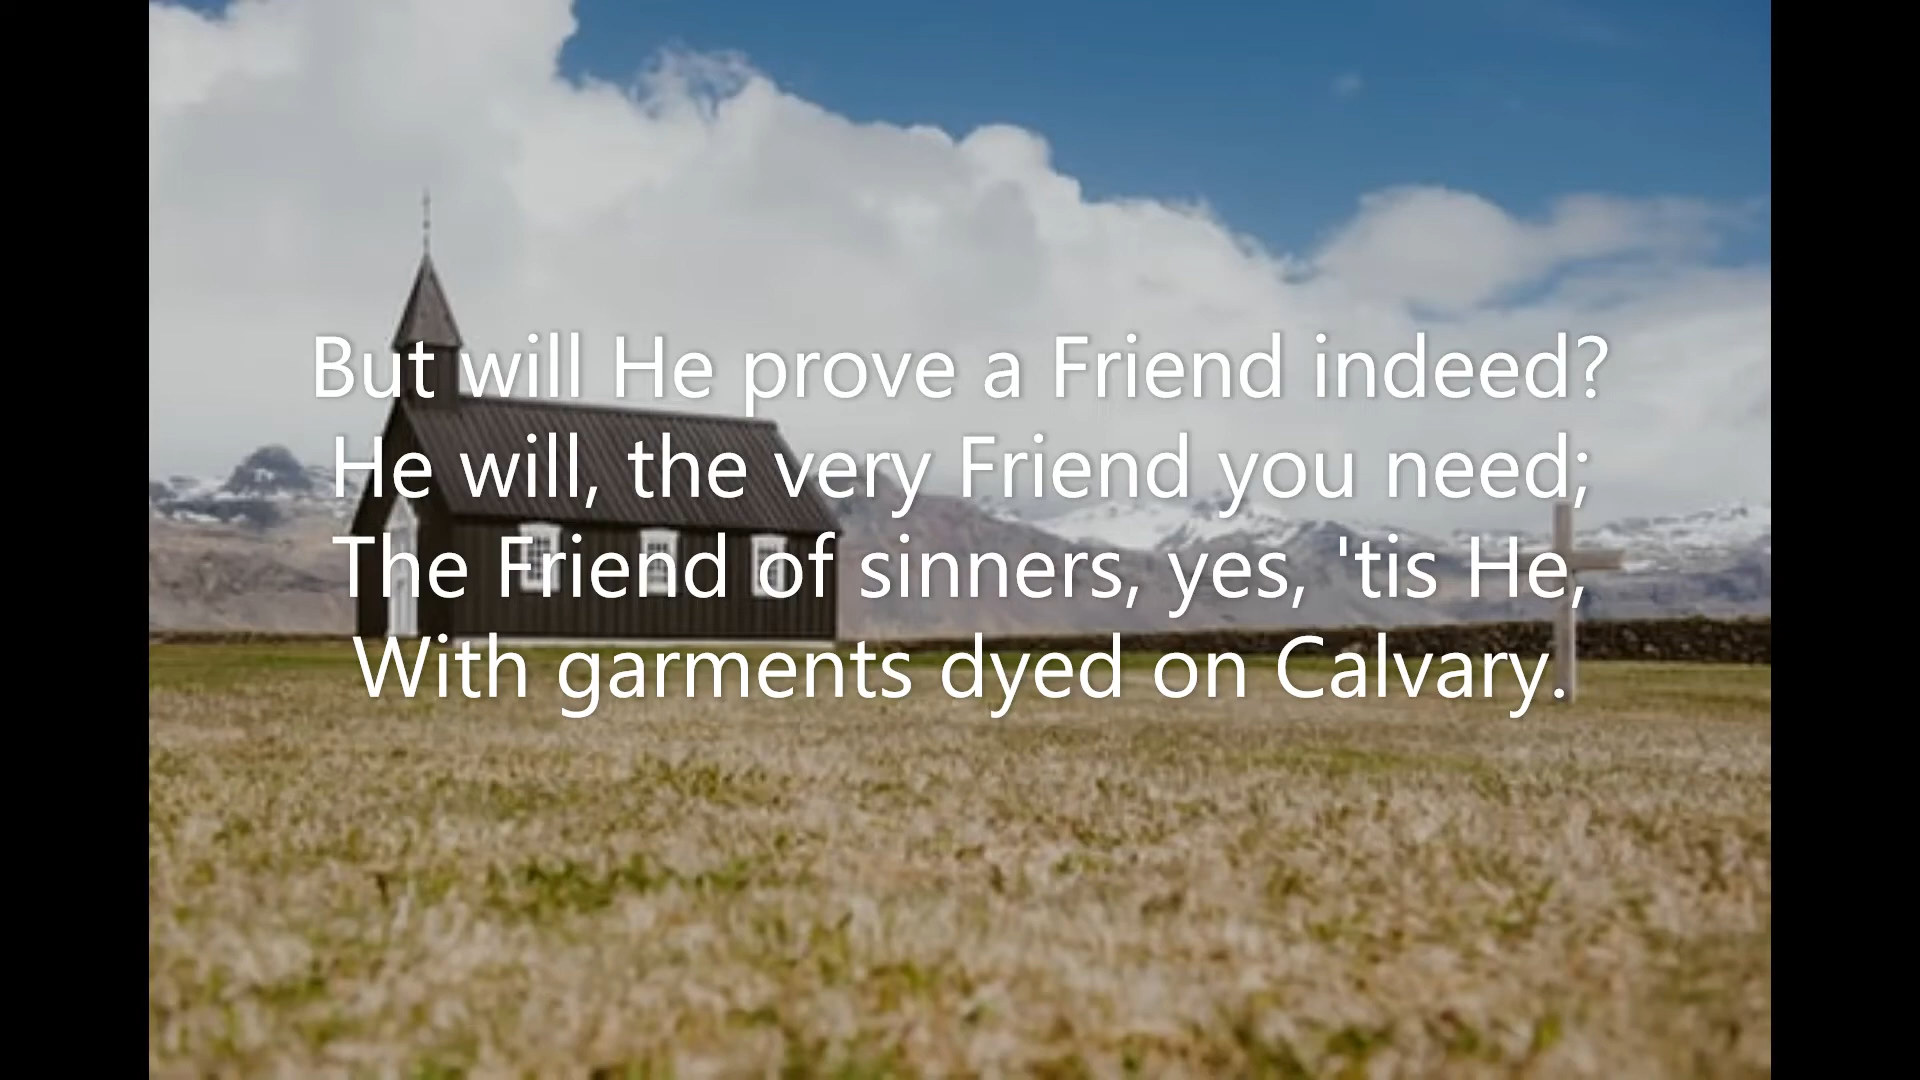 But will He prove a Friend indeed?
He will, the very Friend you need;
The Friend of sinners, yes, 'tis He,
With garments dyed on Calvary.